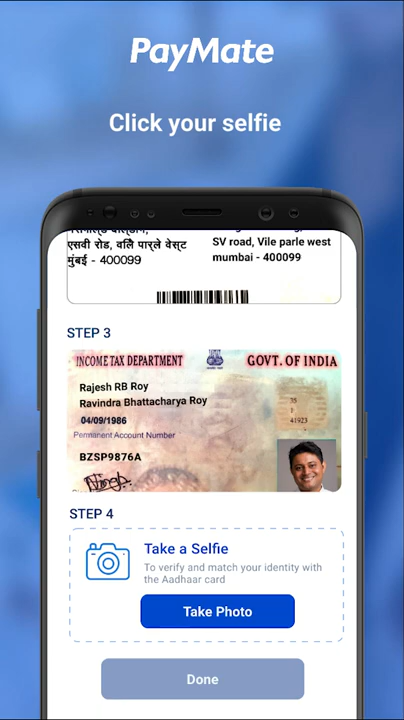 PayMate
Click your selfie
एसवी रोड, वर्ले पार्ले वेस्ट
मुंबई - 400099
SV road, Vile parle west
mumbai - 400099
STEP 3
INCOME TAX DEPARTMENT
GOVT. OF INDIA
Rajesh RB Roy
Ravindra Bhattacharya Roy
04/09/1986
Permanent Account Number
BZSP9876A
STEP 4
Take a Selfie
To verify and match your identity with
the Aadhaar card
Take Photo
Done